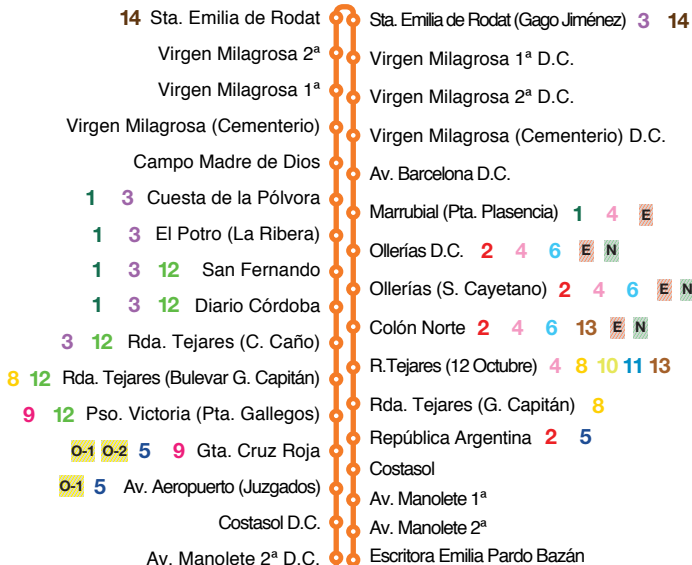 14 Sta. Emilia de Rodat
Virgen Milagrosa 2ª
Virgen Milagrosa 1ª
Virgen Milagrosa (Cementerio)
Campo Madre de Dios
1 3 Cuesta de la Pólvora
1 3 El Potro (La Ribera)
1 3 12 San Fernando
1 3 12 Diario Córdoba
3 12 Rda. Tejares (C. Caño)
8 12 Rda. Tejares (Bulevar G. Capitán)
9 12 Pso. Victoria (Pta. Gallegos)
O-1 O-2 5 9 Gta. Cruz Roja
O-1 5 Av. Aeropuerto (Juzgados)
Costasol D.C.
Av. Manolete 2ª D.C.
Sta. Emilia de Rodat (Gago Jiménez) 3 14
Virgen Milagrosa 1ª D.C.
Virgen Milagrosa 2ª D.C.
Virgen Milagrosa (Cementerio) D.C.
Av. Barcelona D.C.
Marrubial (Pta. Plasencia) 1 4 E
Ollerías D.C. 2 4 6 E N
Ollerías (S. Cayetano) 2 4 6 E N
Colón Norte 2 4 6 13 E N
R.Tejares (12 Octubre) 4 8 10 11 13
Rda. Tejares (G. Capitán) 8
República Argentina 2 5
Costasol
Av. Manolete 1ª
Av. Manolete 2ª
Escritora Emilia Pardo Bazán